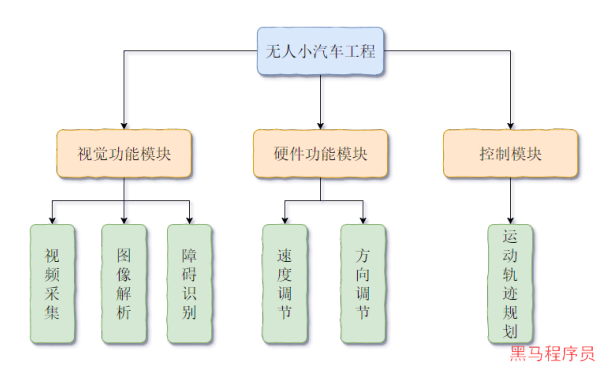 无人小汽车工程
视觉功能模块
硬件功能模块
控制模块
视频采集
图像解析
障碍识别
速度调节
方向调节
运动轨迹规划
黑马程序员